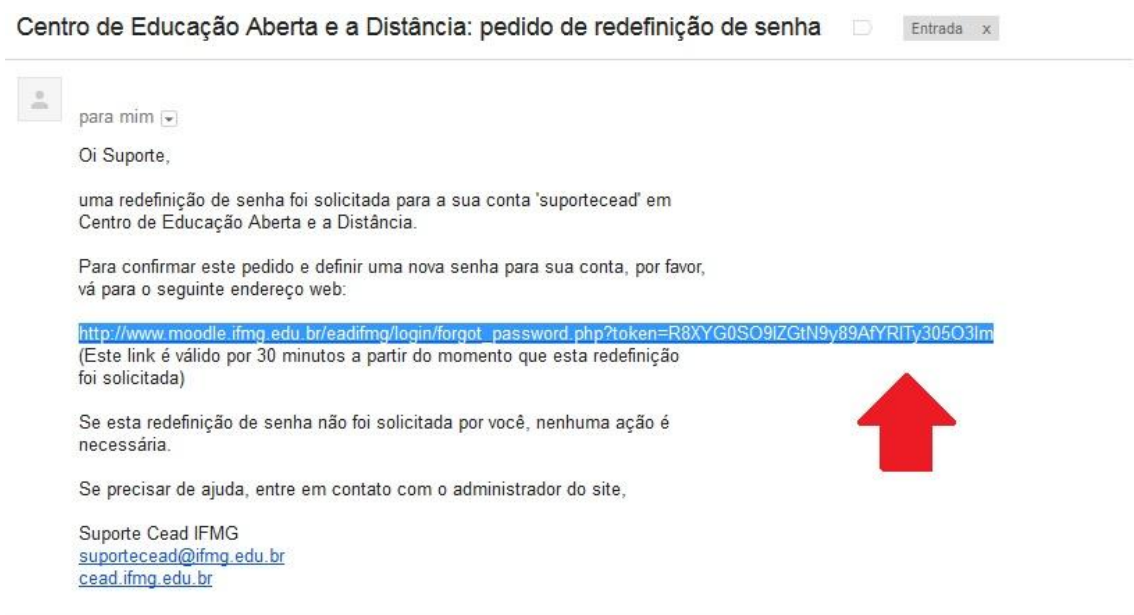 Centro de Educação Aberta e a Distância: pedido de redefinição de senha Entrada x
para mim
Oi Suporte,
uma redefinição de senha foi solicitada para a sua conta 'suportecead' em
Centro de Educação Aberta e a Distância.
Para confirmar este pedido e definir uma nova senha para sua conta, por favor,
vá para o seguinte endereço web:
http://www.moodle.ifmg.edu.br/eadifmg/login/forgot_password.php?token=R8XYG0SO9lZGtN9y89AfYRlTy305O3lm
(Este link é válido por 30 minutos a partir do momento que esta redefinição
foi solicitada)
Se esta redefinição de senha não foi solicitada por você, nenhuma ação é
necessária.
Se precisar de ajuda, entre em contato com o administrador do site,
Suporte Cead IFMG
suportecead@ifmg.edu.br
cead.ifmg.edu.br